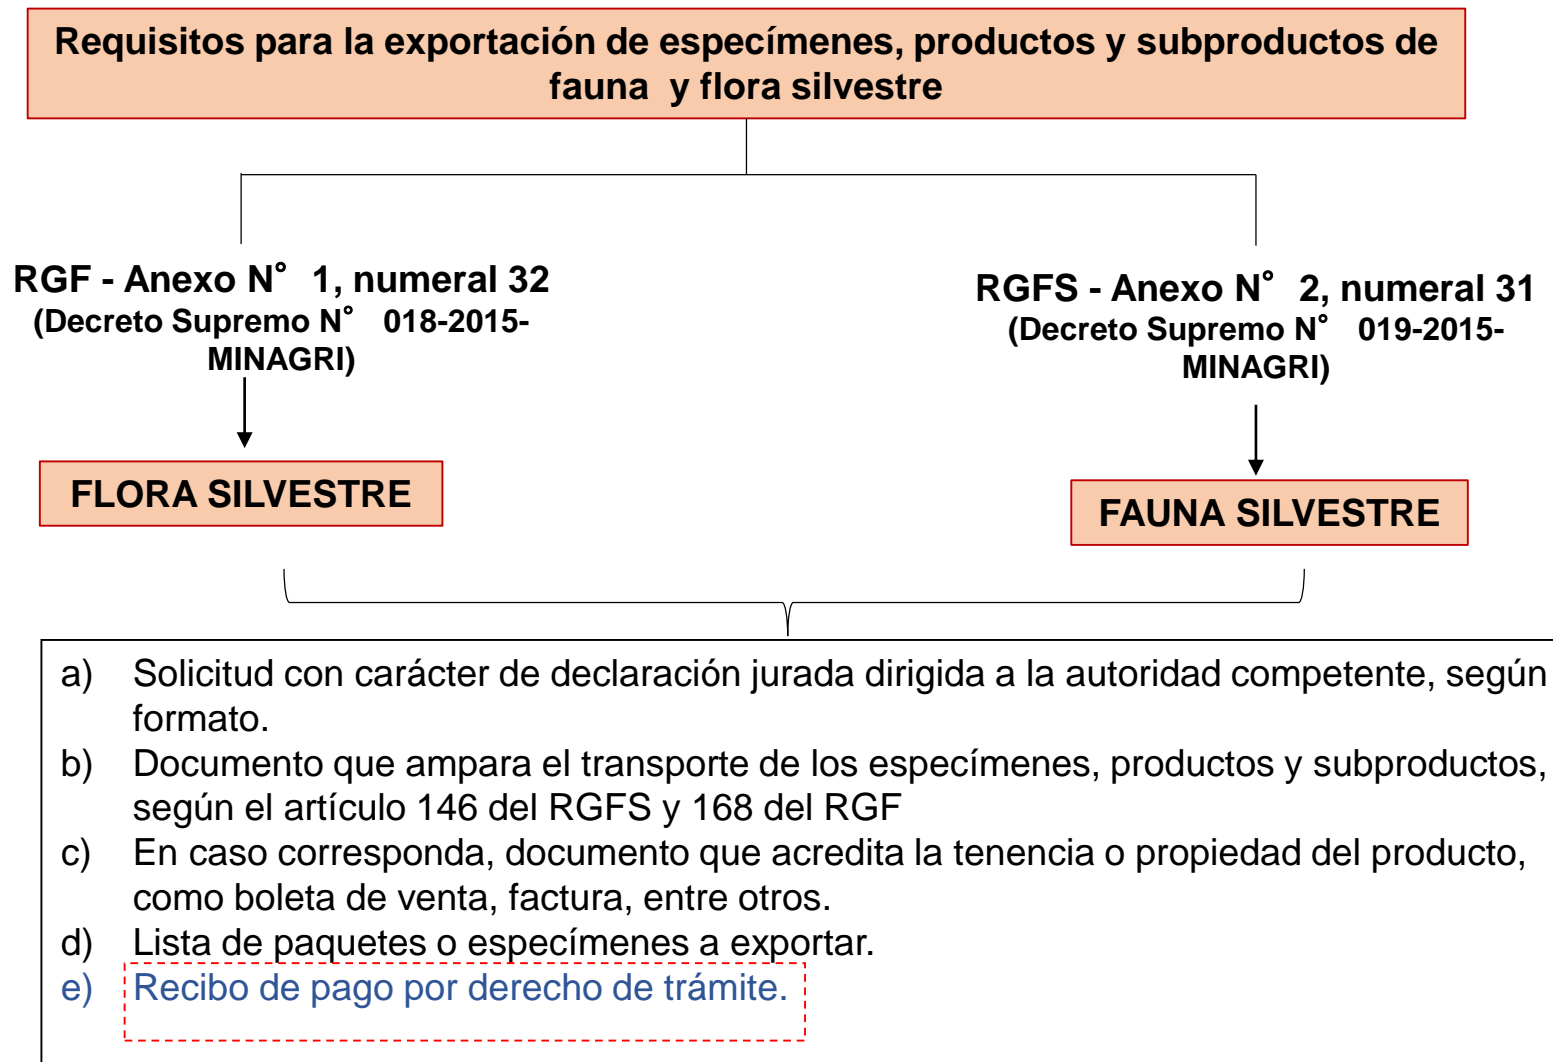 Requisitos para la exportación de especímenes, productos y subproductos de
fauna y flora silvestre
RGF - Anexo N° 1, numeral 32
(Decreto Supremo N° 018-2015-
MINAGRI)
FLORA SILVESTRE
RGFS - Anexo N° 2, numeral 31
(Decreto Supremo N° 019-2015-
MINAGRI)
FAUNA SILVESTRE
a) Solicitud con carácter de declaración jurada dirigida a la autoridad competente, según
formato.
b) Documento que ampara el transporte de los especímenes, productos y subproductos,
según el artículo 146 del RGFS y 168 del RGF
c) En caso corresponda, documento que acredita la tenencia o propiedad del producto,
como boleta de venta, factura, entre otros.
d) Lista de paquetes o especímenes a exportar.
e) Recibo de pago por derecho de trámite.